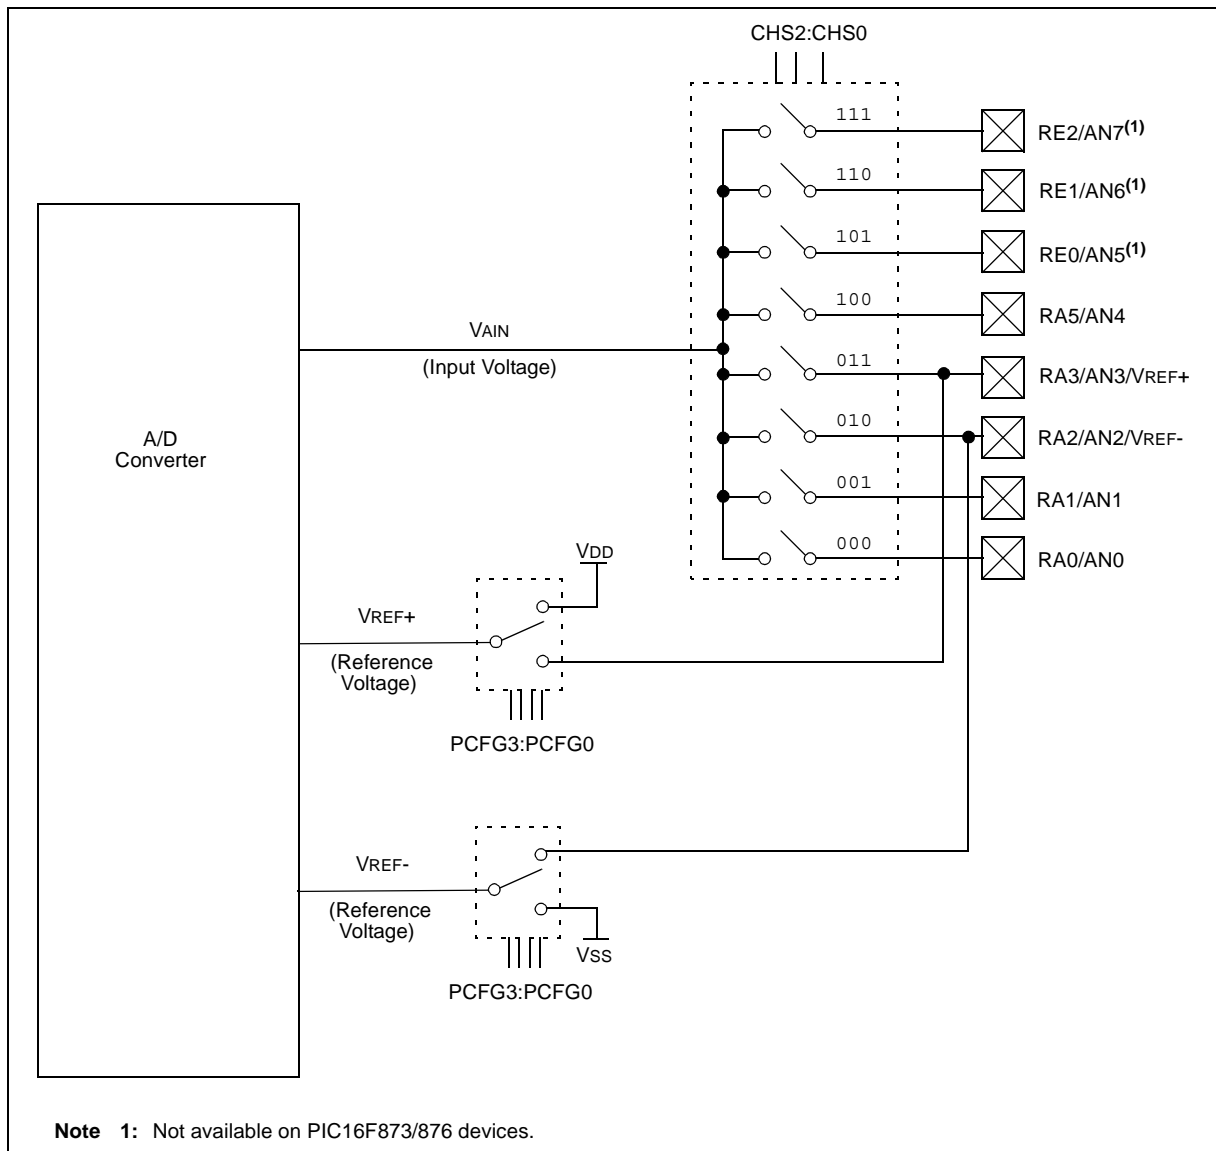 CHS2:CHS0
111
RE2/AN7(1)
110
RE1/AN6(1)
101
RE0/AN5(1)
100
RA5/AN4
VAIN
(Input Voltage)
011
RA3/AN3/VREF+
010
RA2/AN2/VREF-
A/D
Converter
001
RA1/AN1
000
RA0/AN0
VDD
VREF+
(Reference
Voltage)
PCFG3:PCFG0
VREF-
(Reference
Voltage)
VSS
PCFG3:PCFG0
Note 1: Not available on PIC16F873/876 devices.